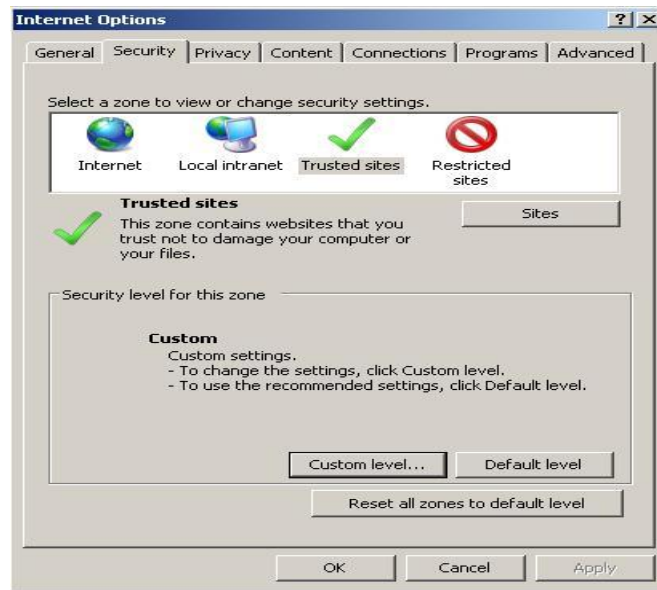 Internet Options ? x
General Security Privacy Content Connections Programs Advanced
Select a zone to view or change security settings.
Internet Local intranet Trusted sites Restricted
sites
Trusted sites
Sites
This zone contains websites that you
trust not to damage your computer or
your files.
Security level for this zone
Custom
Custom settings.
- To change the settings, click Custom level.
- To use the recommended settings, click Default level.
Custom level... Default level
Reset all zones to default level
OK Cancel Apply